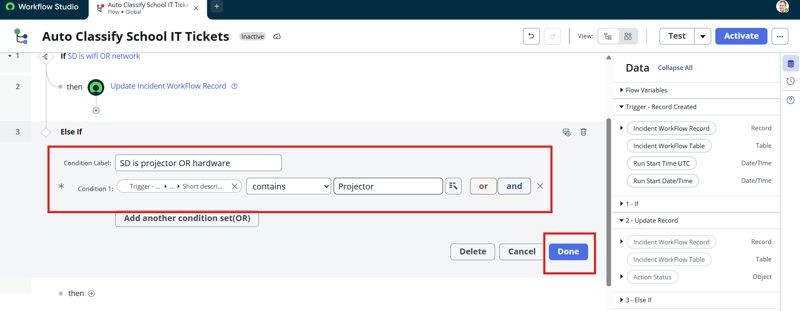 Workflow Studio
Auto Classify School IT Tickets
Flow • Global
Auto Classify School IT Tickets
Inactive
View:
Test
Activate
1
If SD is wifi OR network
2
then
Update Incident WorkFlow Record
3
Else If
Condition Label:
SD is projector OR hardware
Condition 1:
Trigger - ... ▸ ... ▸ Short descri...
contains
Projector
or
and
Add another condition set(OR)
Delete
Cancel
Done
then
Data
Collapse All
Flow Variables
Trigger - Record Created
Incident WorkFlow Record
Record
Incident WorkFlow Table
Table
Run Start Time UTC
Date/Time
Run Start Date/Time
Date/Time
1 - If
2 - Update Record
Incident WorkFlow Record
Record
Incident WorkFlow Table
Table
Action Status
Object
3 - Else If